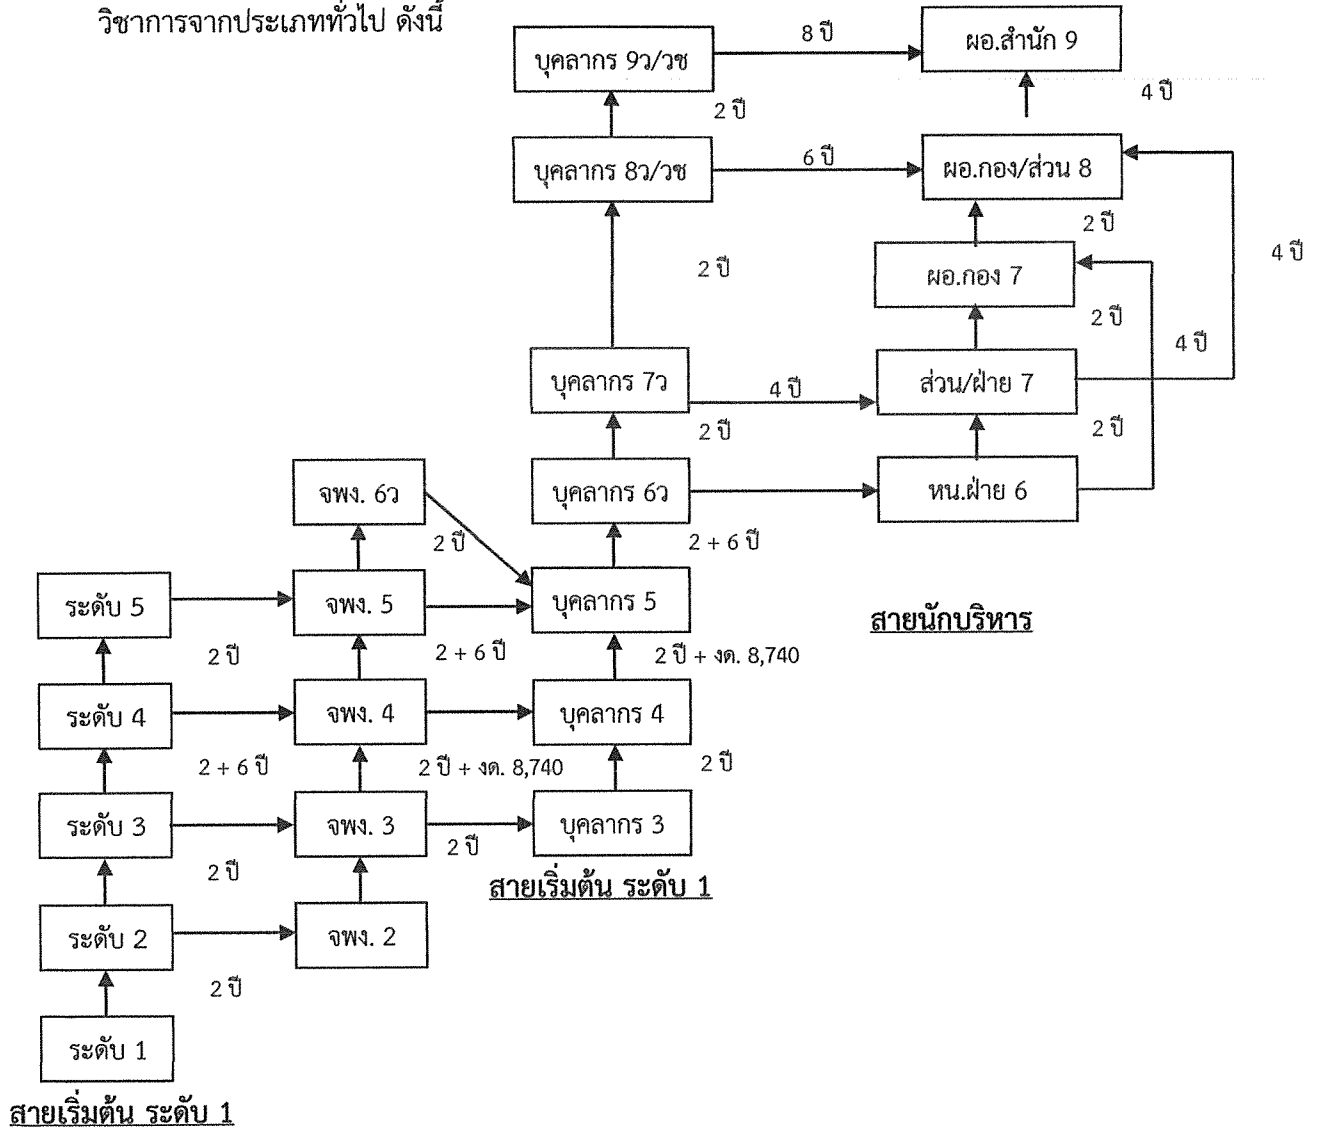 วิชาการจากประเภททั่วไป ดังนี้
บุคลากร 9ว/วช
8 ปี
ผอ.สำนัก 9
2 ปี
4 ปี
บุคลากร 8ว/วช
6 ปี
ผอ.กอง/ส่วน 8
2 ปี
2 ปี
4 ปี
ผอ.กอง 7
2 ปี
4 ปี
บุคลากร 7ว
4 ปี
ส่วน/ฝ่าย 7
2 ปี
2 ปี
จพง. 6ว
บุคลากร 6ว
หน.ฝ่าย 6
2 ปี
2 + 6 ปี
ระดับ 5
จพง. 5
บุคลากร 5
สายนักบริหาร
2 ปี
2 + 6 ปี
2 ปี + งด. 8,740
ระดับ 4
จพง. 4
บุคลากร 4
2 + 6 ปี
2 ปี + งด. 8,740
2 ปี
ระดับ 3
จพง. 3
บุคลากร 3
2 ปี
2 ปี
สายเริ่มต้น ระดับ 1
ระดับ 2
จพง. 2
2 ปี
ระดับ 1
สายเริ่มต้น ระดับ 1